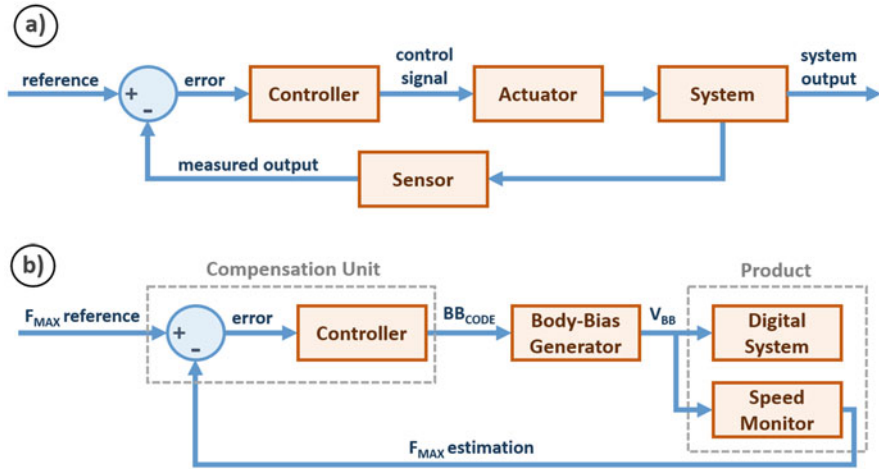 a)
reference
+
-
error
Controller
control
signal
Actuator
System
system
output
measured output
Sensor
b)
Compensation Unit
Product
FMAX reference
+
-
error
Controller
BBCODE
Body-Bias
Generator
VBB
Digital
System
Speed
Monitor
FMAX estimation